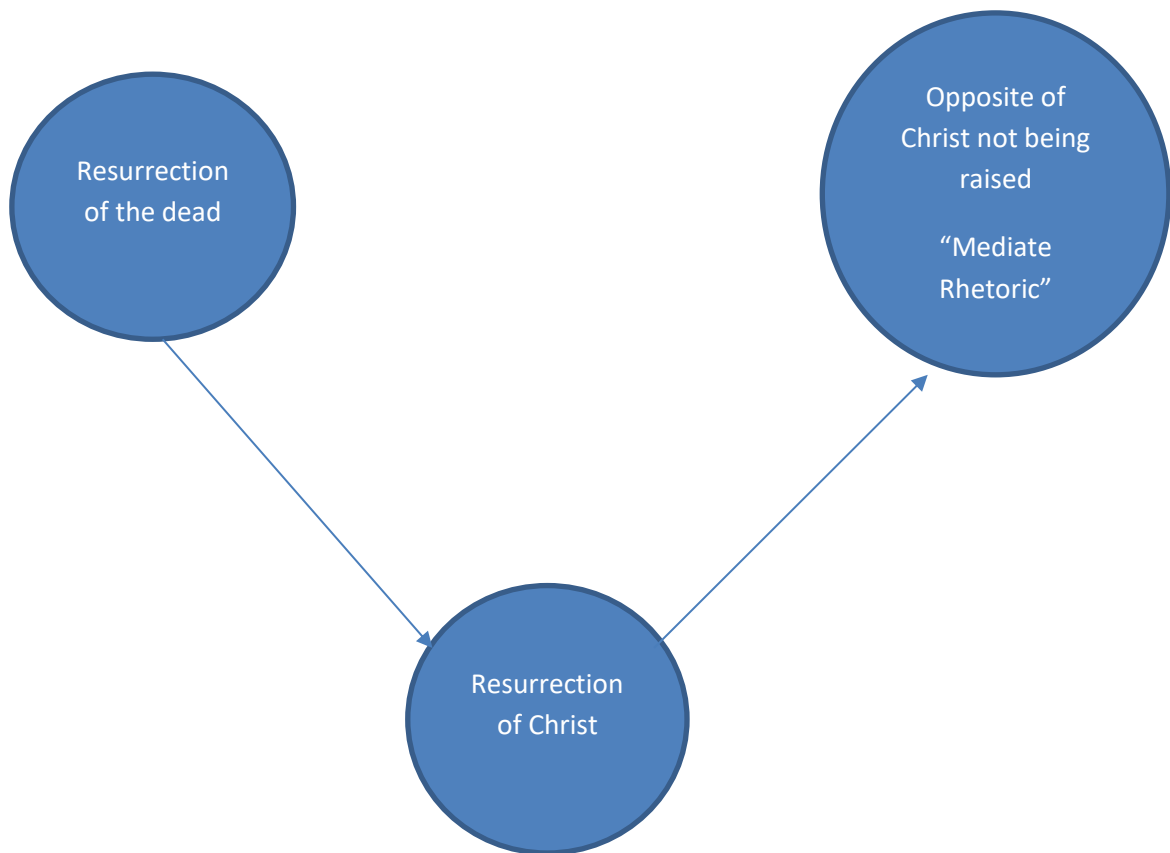 Resurrection
of the dead
Opposite of
Christ not being
raised
“Mediate
Rhetoric”
Resurrection
of Christ